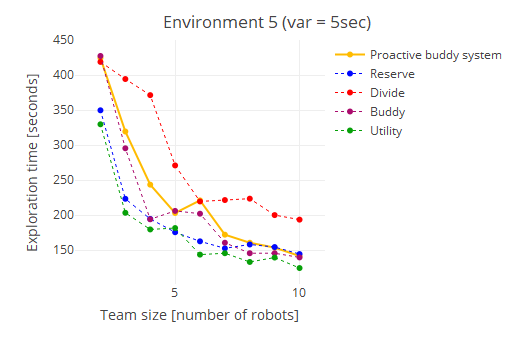 Environment 5 (var = 5sec)
450
400
350
300
250
200
150
Exploration time [seconds]
5
10
Team size [number of robots]
Proactive buddy system
Reserve
Divide
Buddy
Utility